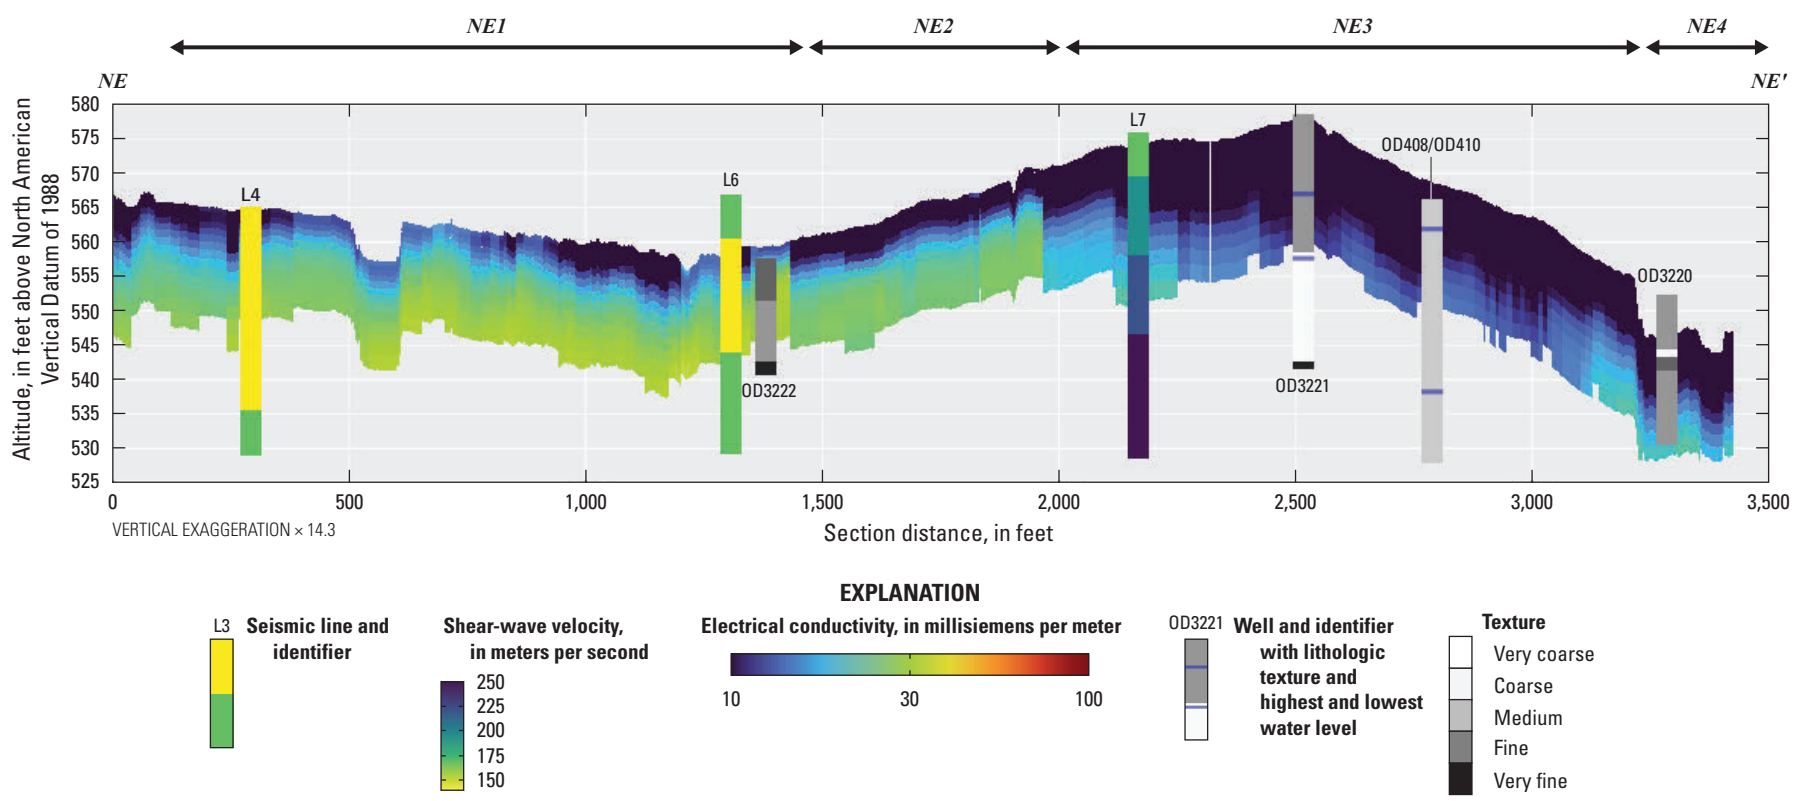 NE1 NE2 NE3 NE4
NE NE'
Altitude, in feet above North American
Vertical Datum of 1988
580
575
570
565
560
555
550
545
540
535
530
525
L4
L6
OD3222
L7
OD3221
OD408/OD410
OD3220
0 500 1,000 1,500 2,000 2,500 3,000 3,500
VERTICAL EXAGGERATION × 14.3
Section distance, in feet
EXPLANATION
L3
Seismic line and
identifier
Shear-wave velocity,
in meters per second
250
225
200
175
150
Electrical conductivity, in millisiemens per meter
10 30 100
OD3221
Well and identifier
with lithologic
texture and
highest and lowest
water level
Texture
Very coarse
Coarse
Medium
Fine
Very fine